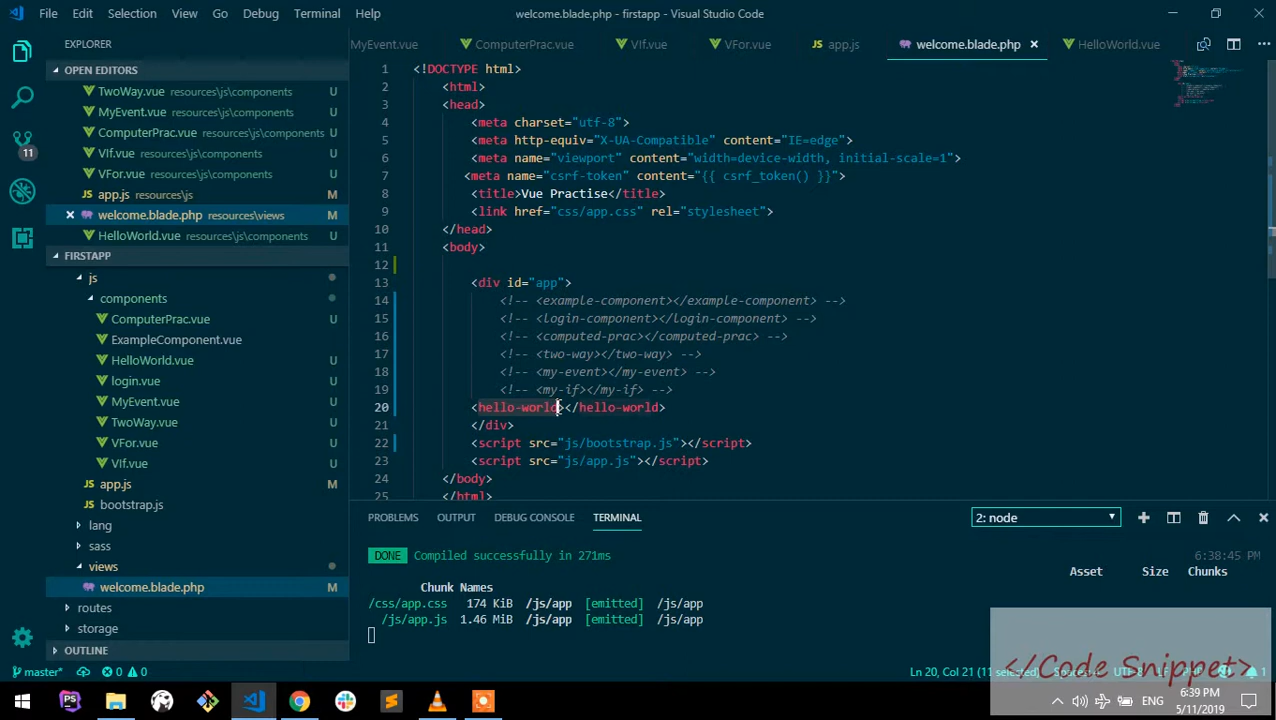 File Edit Selection View Go Debug Terminal Help
welcome.blade.php - firstapp - Visual Studio Code
EXPLORER
OPEN EDITORS
TwoWay.vue resources\js\components U
MyEvent.vue resources\js\components U
ComputerPrac.vue resources\js\components U
VIf.vue resources\js\components U
VFor.vue resources\js\components U
app.js resources\js M
welcome.blade.php resources\views M
HelloWorld.vue resources\js\components U
FIRSTAPP
js
components
ComputerPrac.vue U
ExampleComponent.vue
HelloWorld.vue U
login.vue U
MyEvent.vue U
TwoWay.vue U
VFor.vue U
VIf.vue U
app.js M
bootstrap.js
lang
sass
views
welcome.blade.php M
routes
storage
OUTLINE
11
MyEvent.vue ComputerPrac.vue VIf.vue VFor.vue app.js welcome.blade.php HelloWorld.vue
1 <!DOCTYPE html>
2 <html>
3 <head>
4 <meta charset="utf-8">
5 <meta http-equiv="X-UA-Compatible" content="IE=edge">
6 <meta name="viewport" content="width=device-width, initial-scale=1">
7 <meta name="csrf-token" content="{{ csrf_token() }}">
8 <title>Vue Practise</title>
9 <link href="css/app.css" rel="stylesheet">
10 </head>
11 <body>
12
13 <div id="app">
14 <!-- <example-component></example-component> -->
15 <!-- <login-component></login-component> -->
16 <!-- <computed-prac></computed-prac> -->
17 <!-- <two-way></two-way> -->
18 <!-- <my-event></my-event> -->
19 <!-- <my-if></my-if> -->
20 <hello-world></hello-world>
21 </div>
22 <script src="js/bootstrap.js"></script>
23 <script src="js/app.js"></script>
24 </body>
25 </html>
PROBLEMS OUTPUT DEBUG CONSOLE TERMINAL
2: node
DONE Compiled successfully in 271ms 6:38:45 PM
Asset Size Chunks
Chunk Names
/css/app.css 174 KiB /js/app [emitted] /js/app
/js/app.js 1.46 MiB /js/app [emitted] /js/app
master* 0 0
Ln 20, Col 21 (11 selected) UTF-8 LF PHP 1
</Code Snippet>
ENG
6:39 PM
5/11/2019